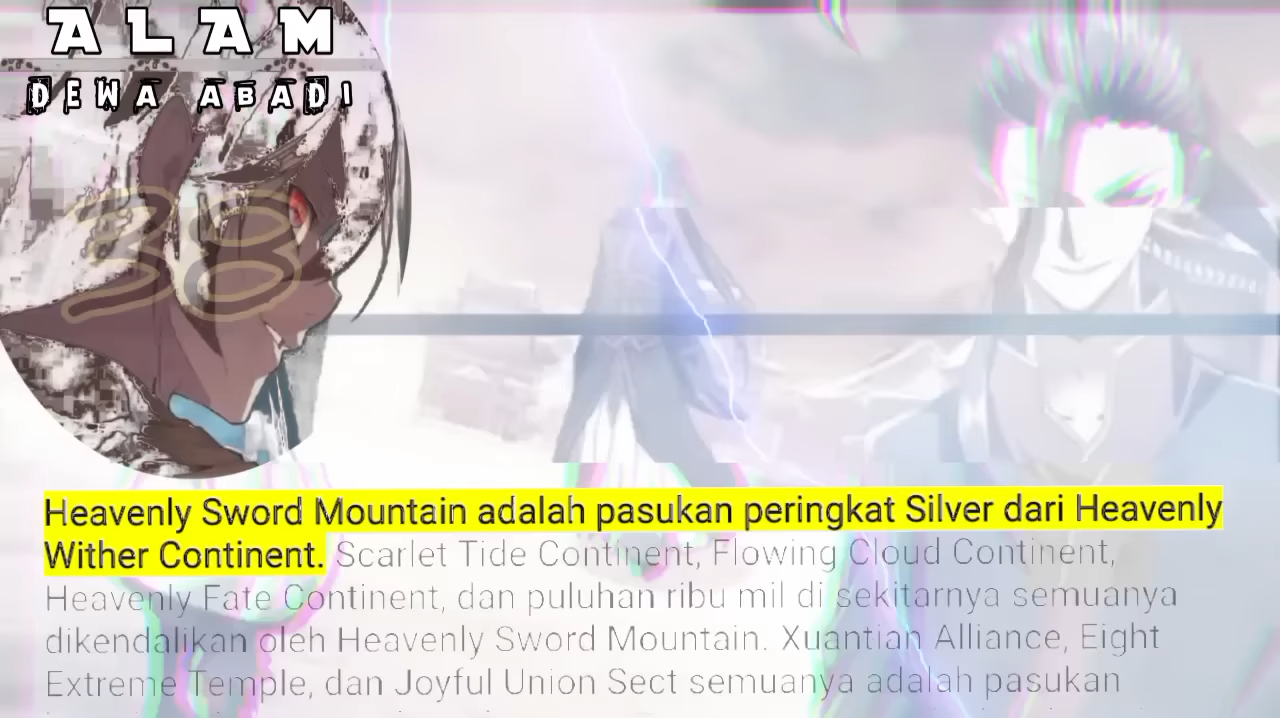 ALAM
DEWA ABADI
38
Heavenly Sword Mountain adalah pasukan peringkat Silver dari Heavenly
Wither Continent. Scarlet Tide Continent, Flowing Cloud Continent,
Heavenly Fate Continent, dan puluhan ribu mil di sekitarnya semuanya
dikendalikan oleh Heavenly Sword Mountain. Xuantian Alliance, Eight
Extreme Temple, dan Joyful Union Sect semuanya adalah pasukan